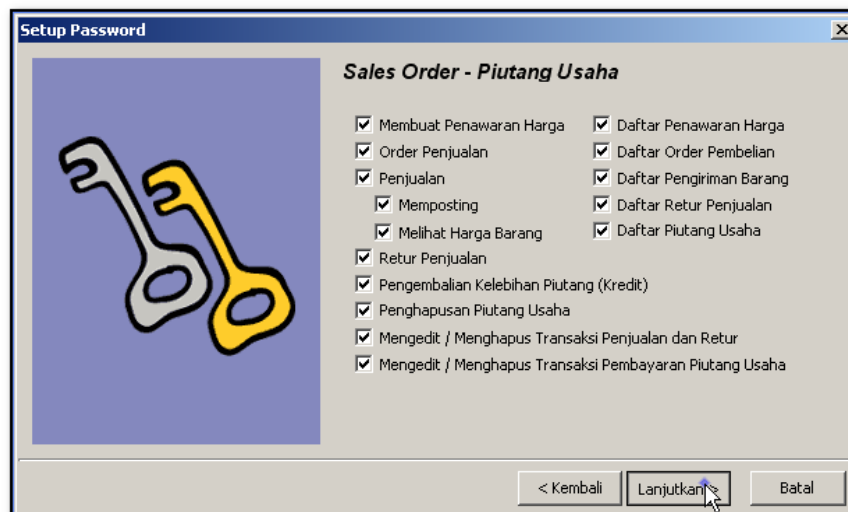 Setup Password
Sales Order - Piutang Usaha
Membuat Penawaran Harga
Order Penjualan
Penjualan
Memposting
Melihat Harga Barang
Retur Penjualan
Pengembalian Kelebihan Piutang (Kredit)
Penghapusan Piutang Usaha
Mengedit / Menghapus Transaksi Penjualan dan Retur
Mengedit / Menghapus Transaksi Pembayaran Piutang Usaha
Daftar Penawaran Harga
Daftar Order Pembelian
Daftar Pengiriman Barang
Daftar Retur Penjualan
Daftar Piutang Usaha
< Kembali
Lanjutkan >
Batal